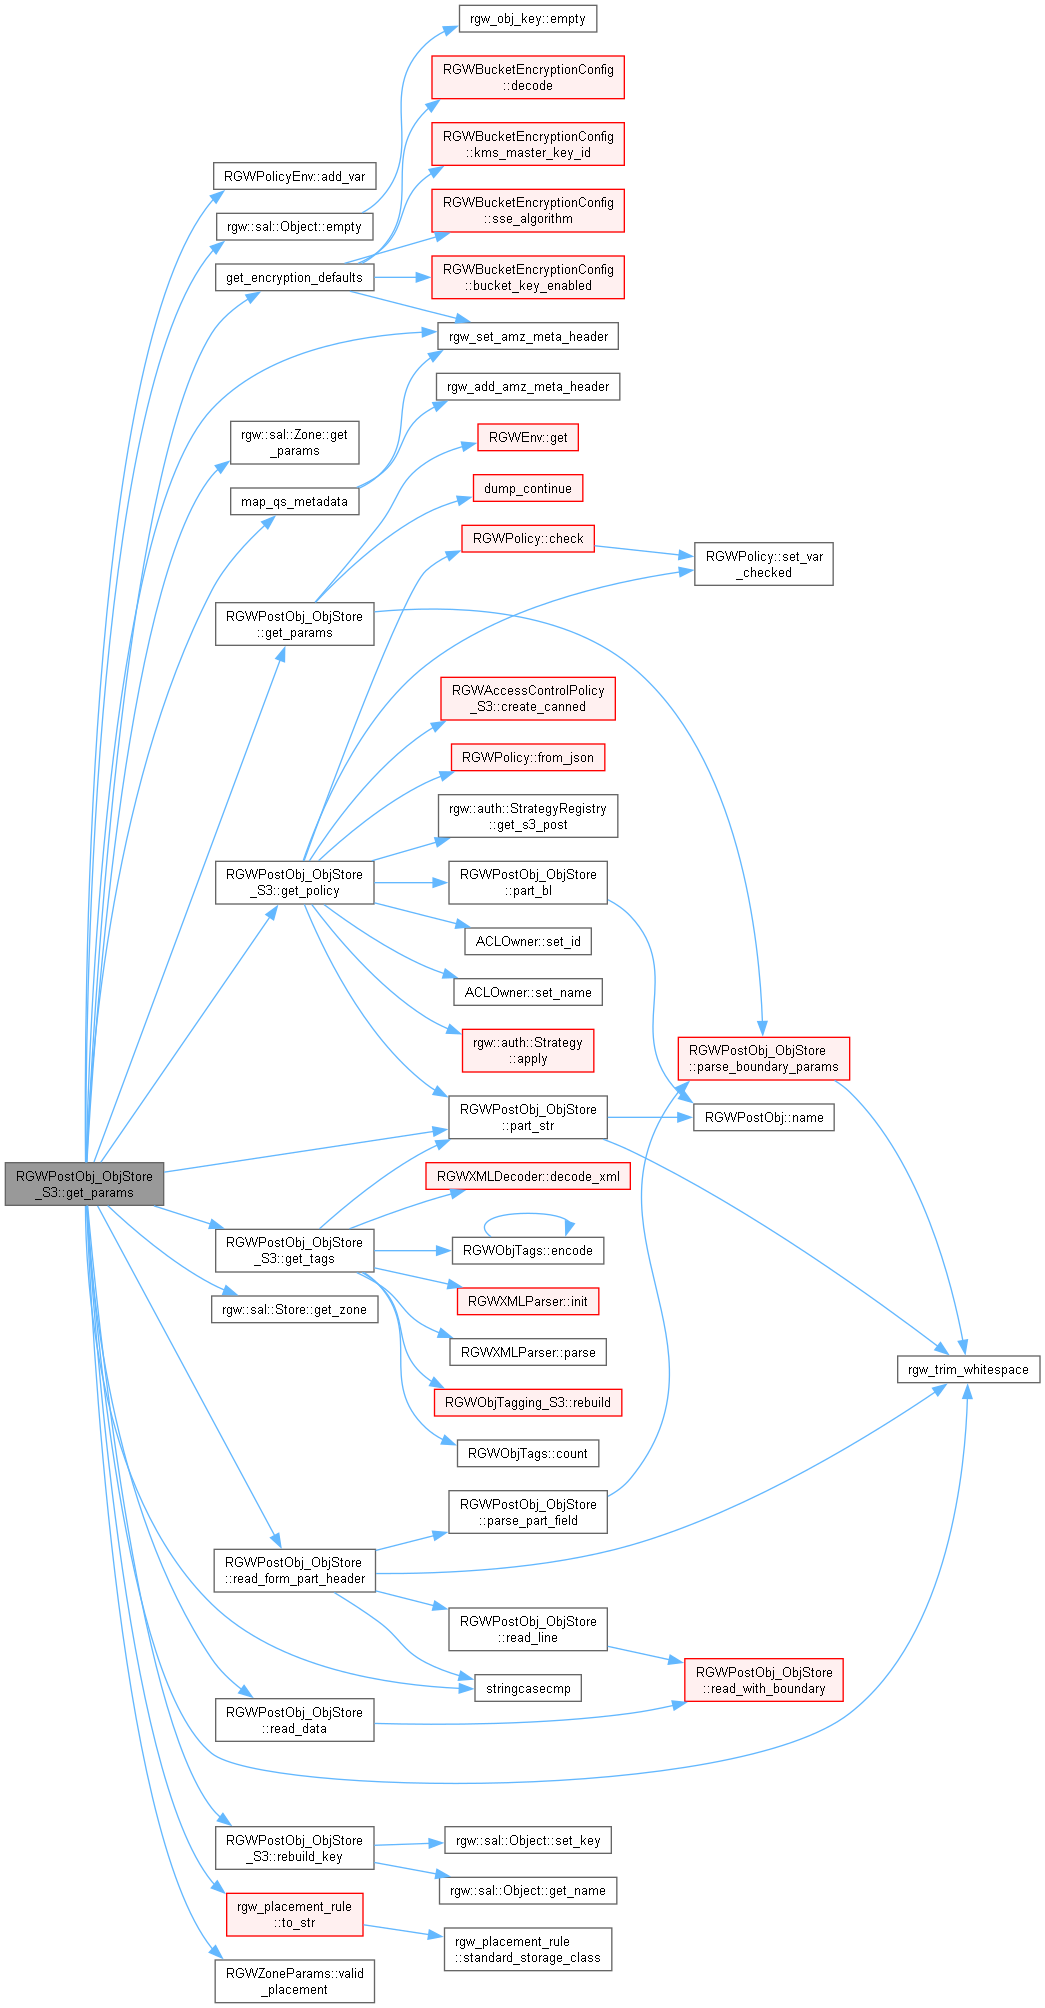 rgw_obj_key::empty
RGWBucketEncryptionConfig
::decode
RGWBucketEncryptionConfig
::kms_master_key_id
RGWPolicyEnv::add_var
RGWBucketEncryptionConfig
::sse_algorithm
rgw::sal::Object::empty
get_encryption_defaults
RGWBucketEncryptionConfig
::bucket_key_enabled
rgw_set_amz_meta_header
rgw_add_amz_meta_header
rgw::sal::Zone::get
_params
RGWEnv::get
map_qs_metadata
dump_continue
RGWPolicy::check
RGWPolicy::set_var
_checked
RGWPostObj_ObjStore
::get_params
RGWAccessControlPolicy
_S3::create_canned
RGWPolicy::from_json
rgw::auth::StrategyRegistry
::get_s3_post
RGWPostObj_ObjStore
_S3::get_policy
RGWPostObj_ObjStore
::part_bl
ACLOwner::set_id
ACLOwner::set_name
rgw::auth::Strategy
::apply
RGWPostObj_ObjStore
::parse_boundary_params
RGWPostObj_ObjStore
::part_str
RGWPostObj::name
RGWPostObj_ObjStore
_S3::get_params
RGWXMLDecoder::decode_xml
RGWPostObj_ObjStore
_S3::get_tags
RGWObjTags::encode
RGWXMLParser::init
rgw::sal::Store::get_zone
RGWXMLParser::parse
rgw_trim_whitespace
RGWObjTagging_S3::rebuild
RGWObjTags::count
RGWPostObj_ObjStore
::parse_part_field
RGWPostObj_ObjStore
::read_form_part_header
RGWPostObj_ObjStore
::read_line
RGWPostObj_ObjStore
::read_with_boundary
stringcasecmp
RGWPostObj_ObjStore
::read_data
RGWPostObj_ObjStore
_S3::rebuild_key
rgw::sal::Object::set_key
rgw::sal::Object::get_name
rgw_placement_rule
::to_str
rgw_placement_rule
::standard_storage_class
RGWZoneParams::valid
_placement